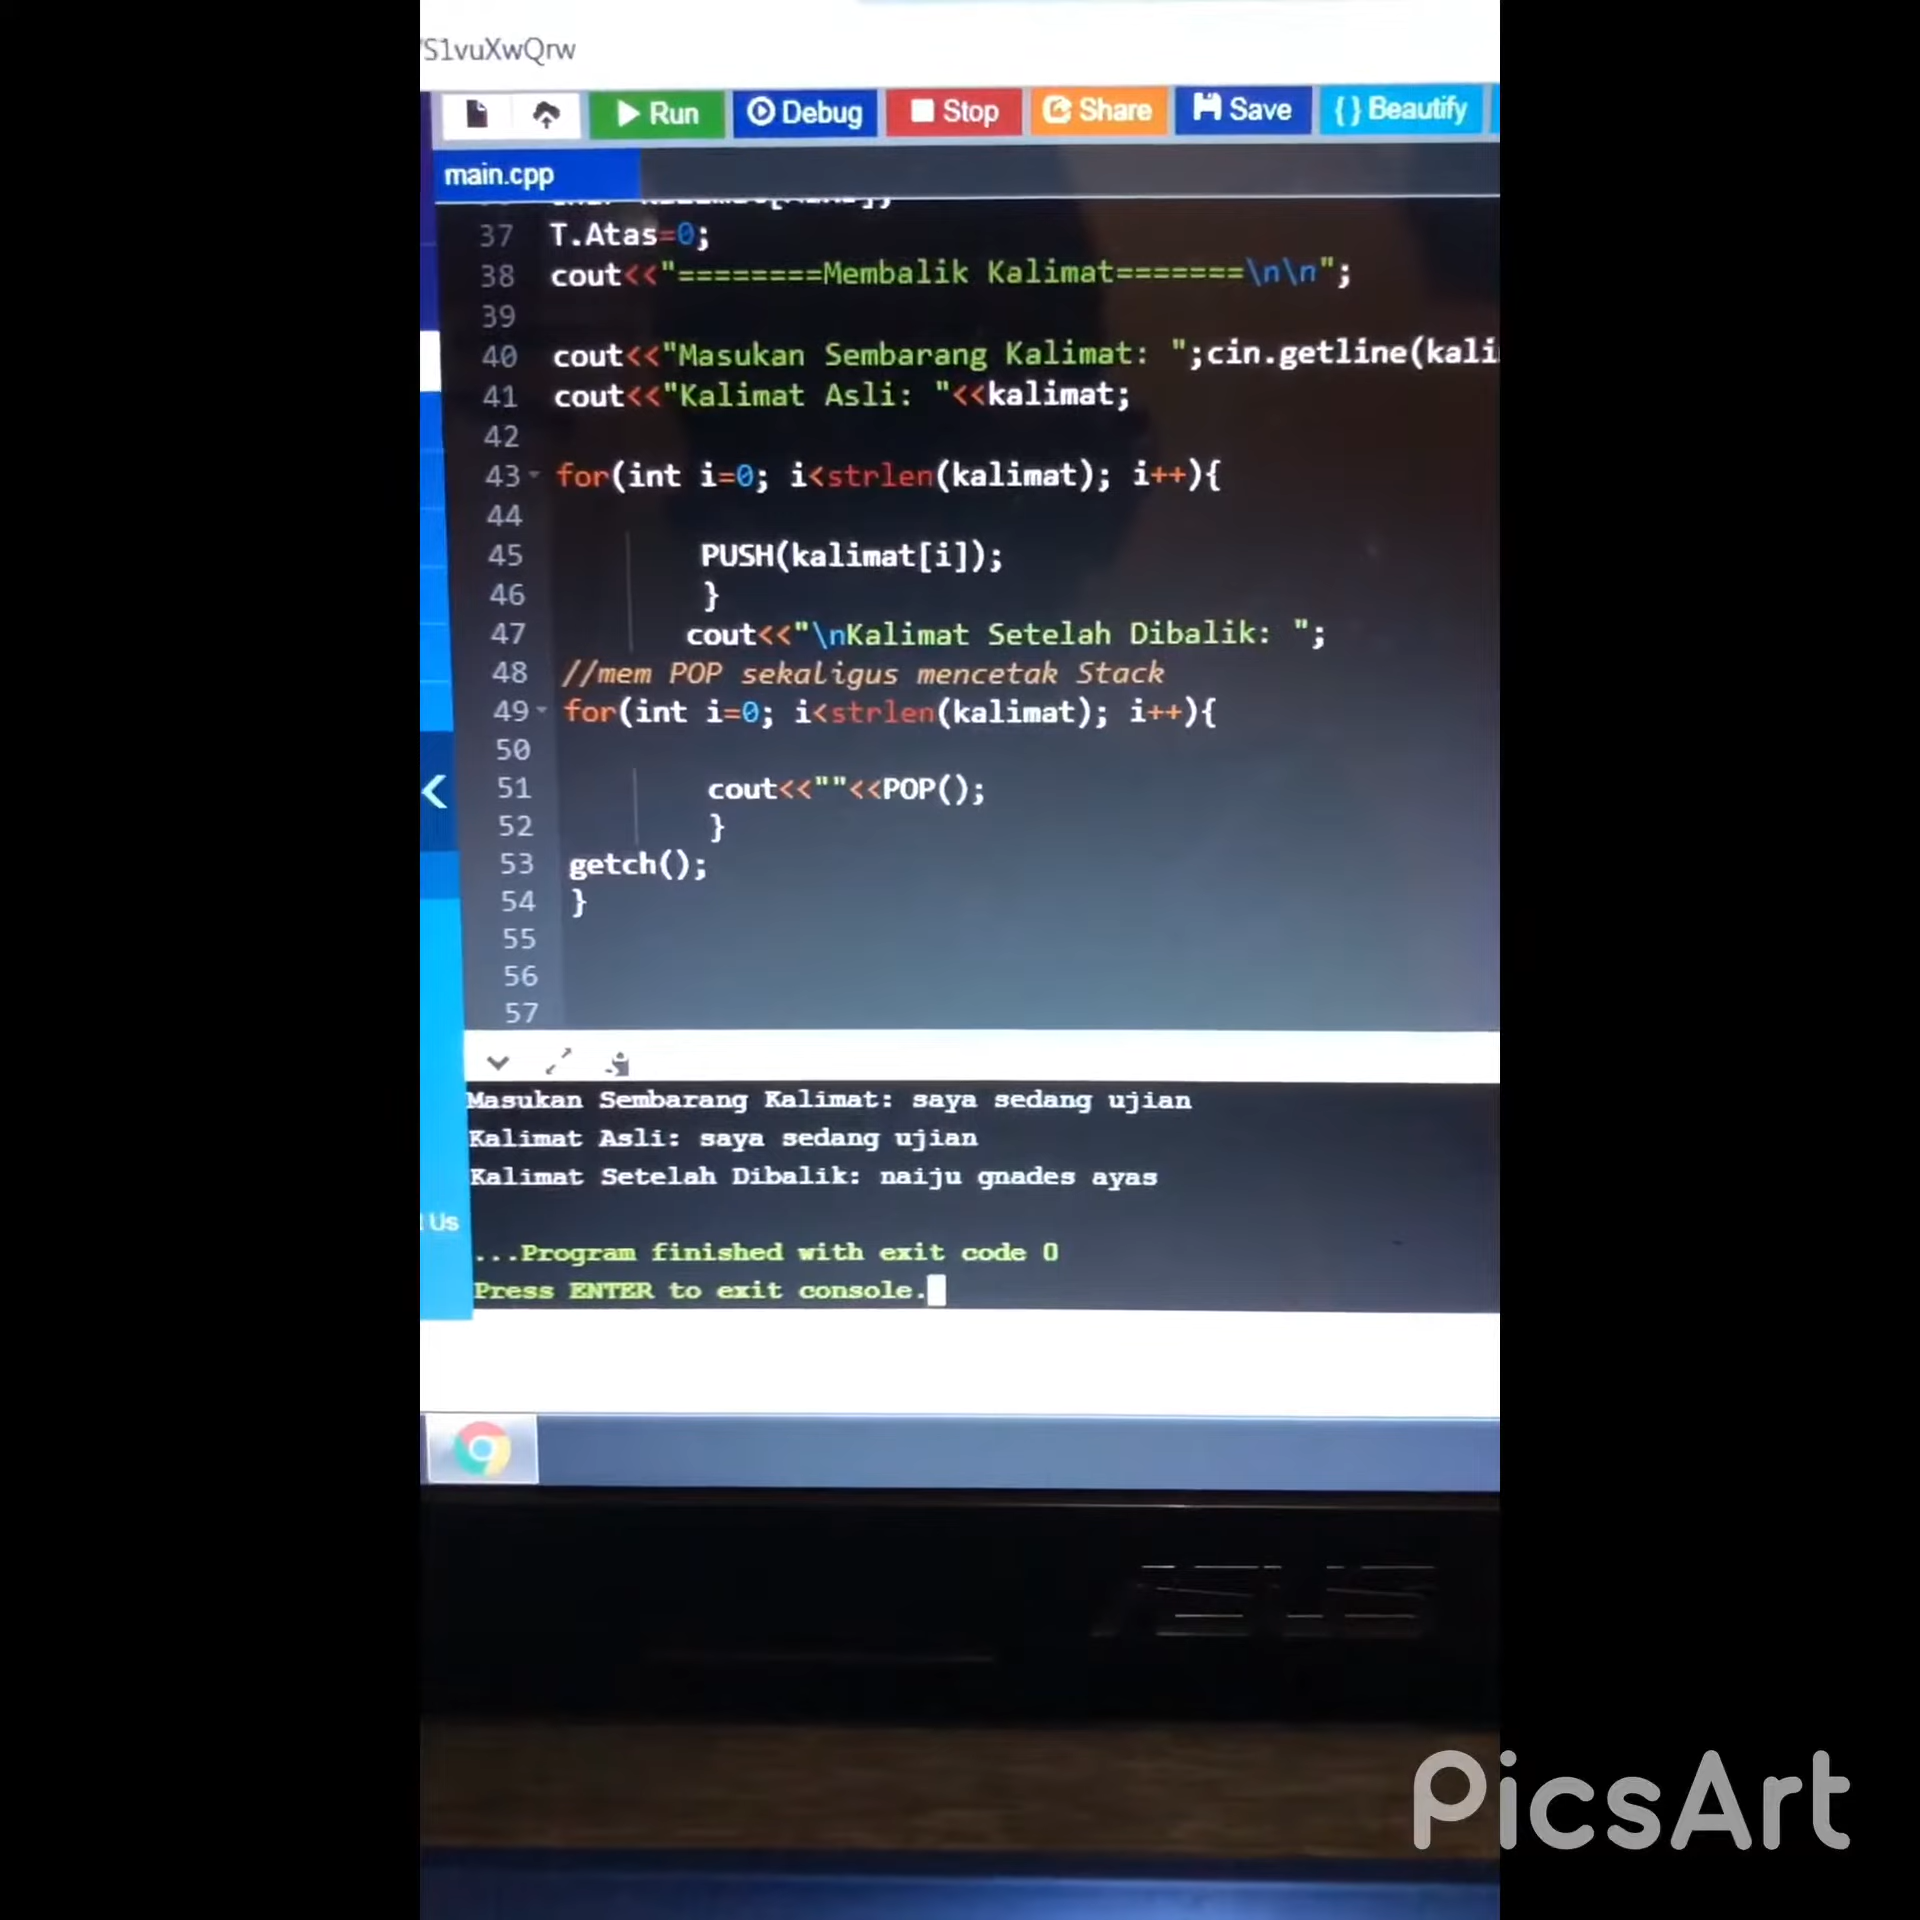 S1vuXwQrw
Run Debug Stop Share Save {} Beautify
main.cpp
37 T.Atas=0;
38 cout<<"========Membalik Kalimat=======\n\n";
39
40 cout<<"Masukan Sembarang Kalimat: ";cin.getline(kali
41 cout<<"Kalimat Asli: "<<kalimat;
42
43 for(int i=0; i<strlen(kalimat); i++){
44
45 PUSH(kalimat[i]);
46 }
47 cout<<"\nKalimat Setelah Dibalik: ";
48 //mem POP sekaligus mencetak Stack
49 for(int i=0; i<strlen(kalimat); i++){
50
51 cout<<""<<POP();
52 }
53 getch();
54 }
55
56
57
Masukan Sembarang Kalimat: saya sedang ujian
Kalimat Asli: saya sedang ujian
Kalimat Setelah Dibalik: naiju gnades ayas
Us
...Program finished with exit code 0
Press ENTER to exit console.
ASUS
PicsArt